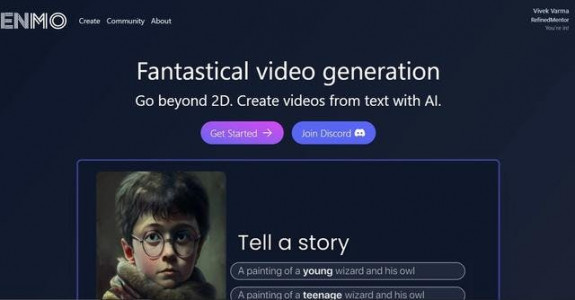 ENMO
Create Community About
Vivek Varma
RefinedMentor
You're in!
Fantastical video generation
Go beyond 2D. Create videos from text with AI.
Get Started →
Join Discord
Tell a story
A painting of a young wizard and his owl
A painting of a teenage wizard and his owl